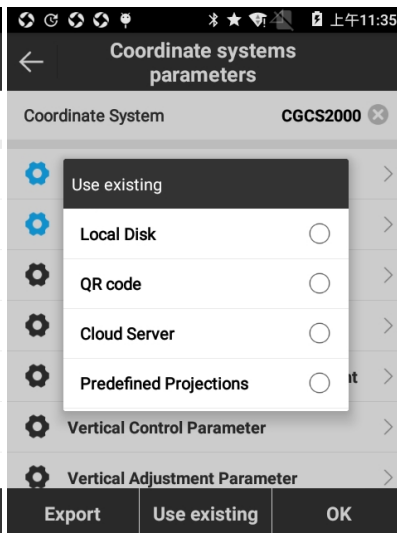 上午11:35
Coordinate systems
parameters
Coordinate System CGCS2000
Use existing
Local Disk
QR code
Cloud Server
Predefined Projections
nt
Vertical Control Parameter
Vertical Adjustment Parameter
Export Use existing OK